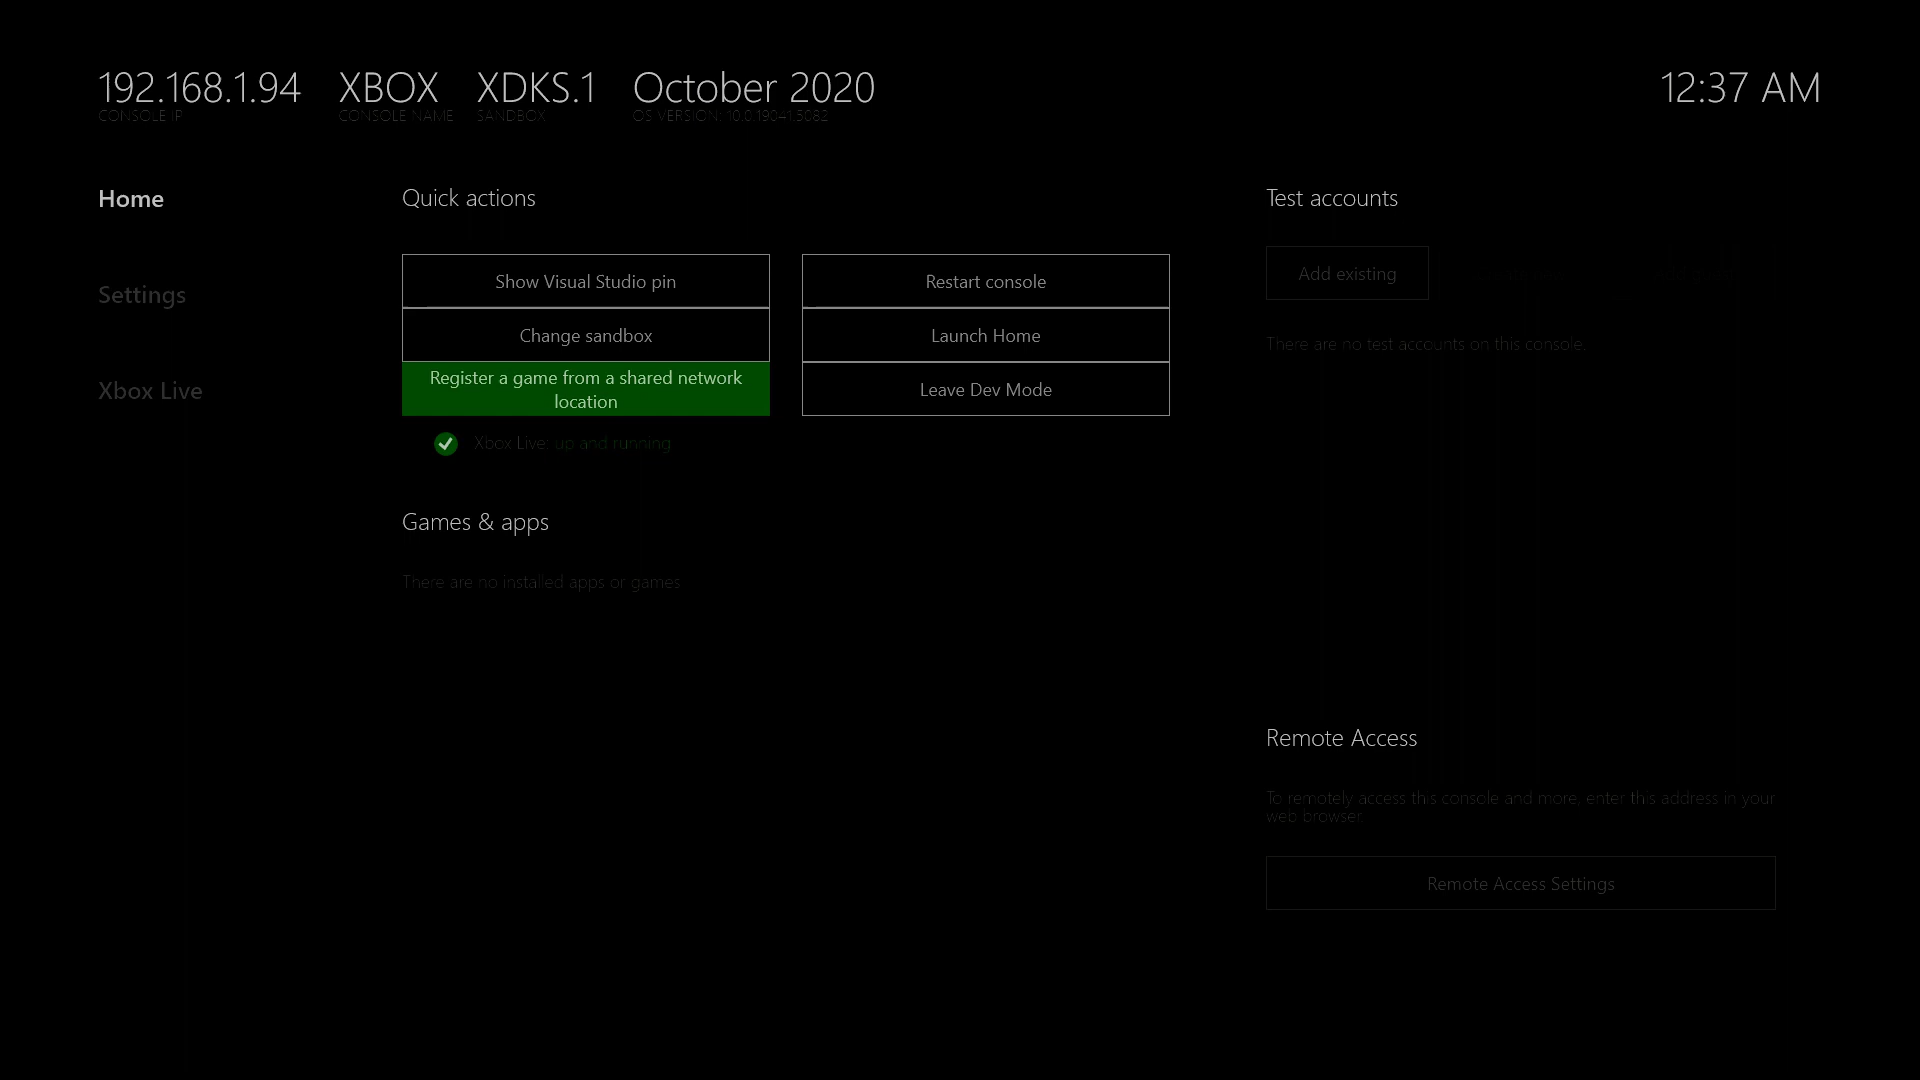 192.168.1.94 XBOX XDKS.1 October 2020 12:37 AM
CONSOLE IP CONSOLE NAME SANDBOX OS VERSION: 10.0.19041.5082
Home
Settings
Xbox Live
Quick actions
Show Visual Studio pin
Change sandbox
Register a game from a shared network
location
Restart console
Launch Home
Leave Dev Mode
Xbox Live: up and running
Games & apps
There are no installed apps or games
Test accounts
Add existing
There are no test accounts on this console.
Remote Access
To remotely access this console and more, enter this address in your
web browser.
Remote Access Settings